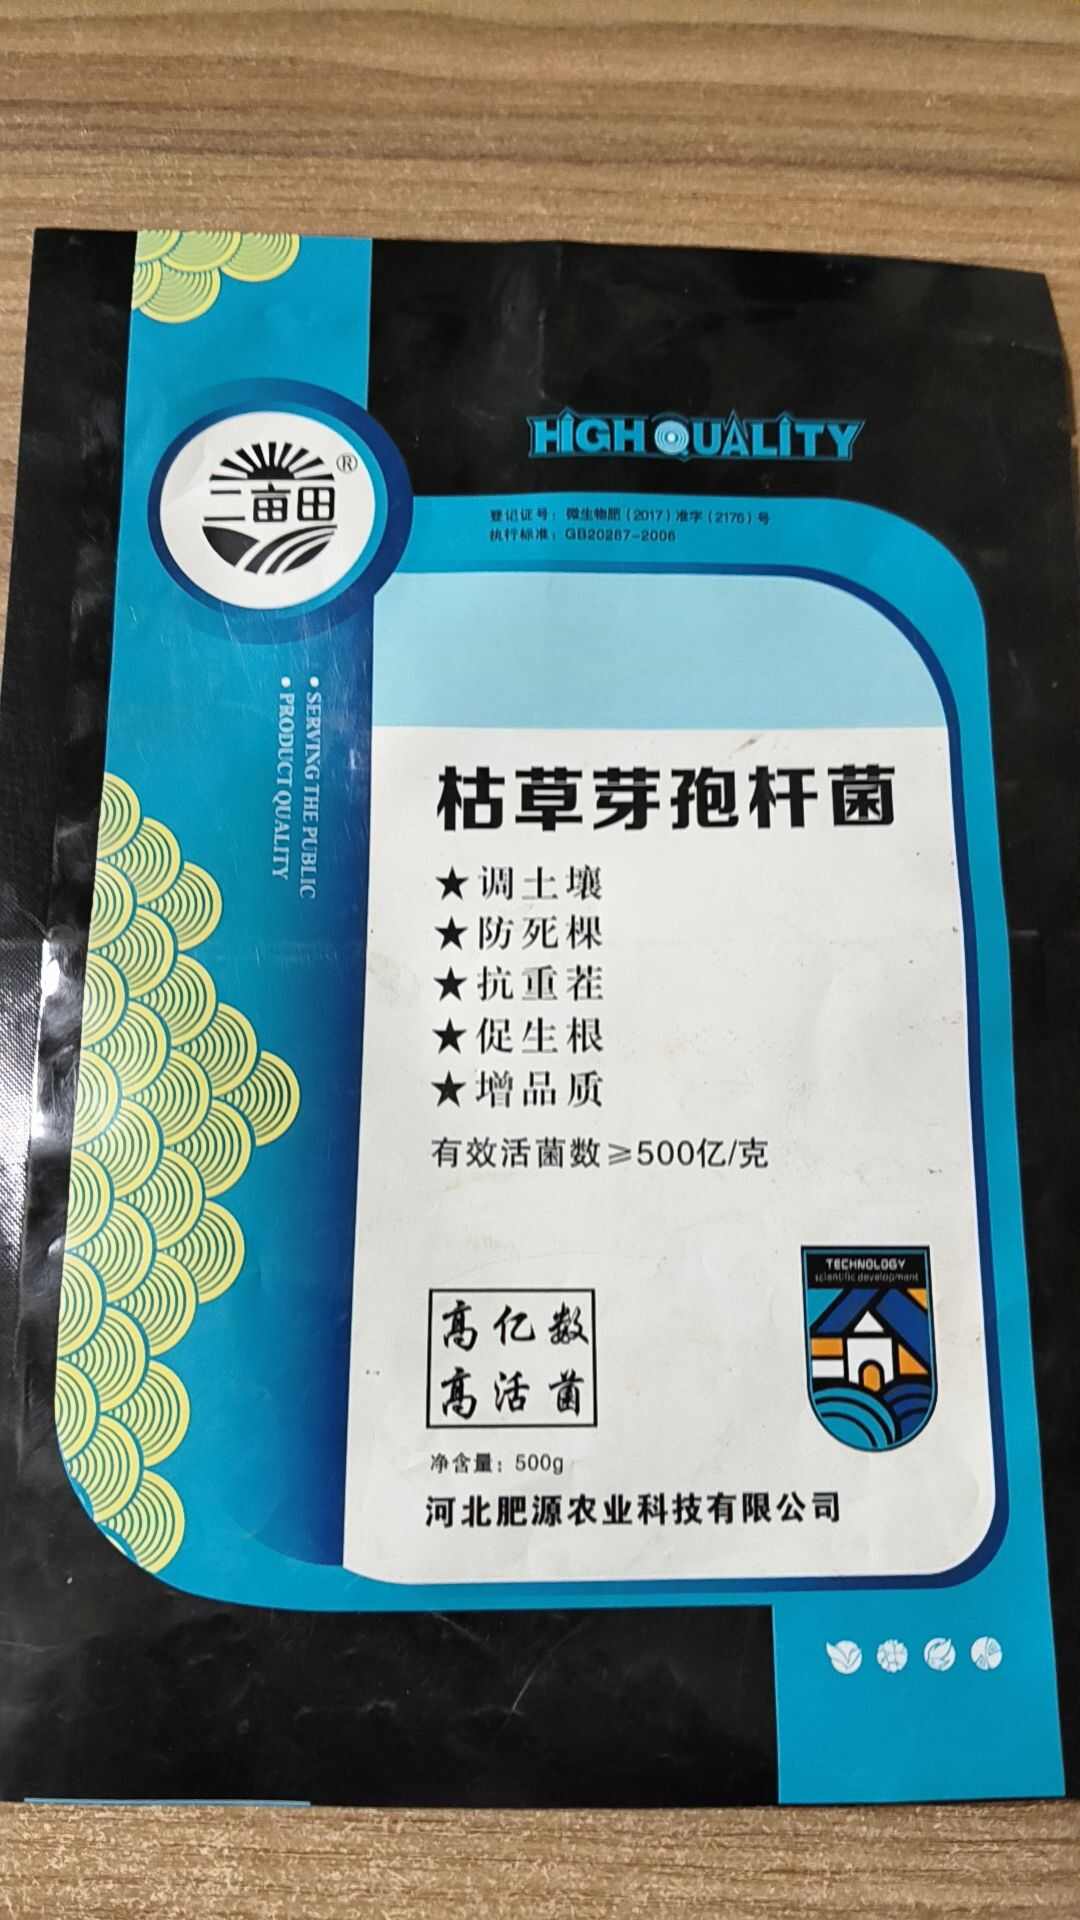 HIGH QUALITY
二亩田®
登记证号：微生物肥（2017）准字（2176）号
执行标准：GB20287-2006
• SERVING THE PUBLIC
• PRODUCT QUALITY
枯草芽孢杆菌
★调土壤
★防死棵
★抗重茬
★促生根
★增品质
有效活菌数≥500亿/克
高亿数
高活菌
TECHNOLOGY
scientific development
净含量：500g
河北肥源农业科技有限公司